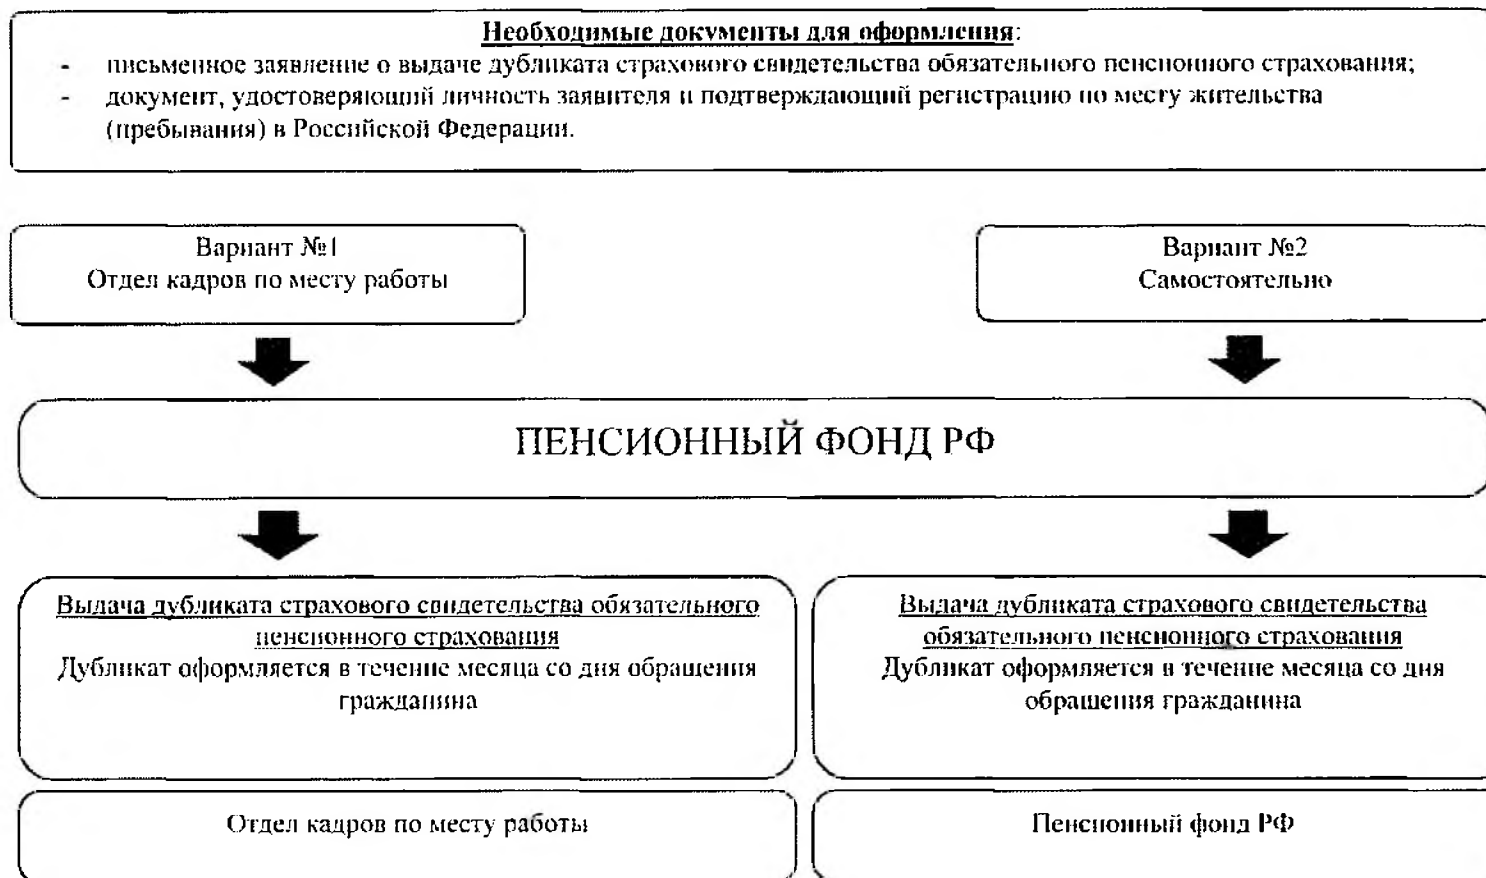 Необходимые документы для оформления:
- письменное заявление о выдаче дубликата страхового свидетельства обязательного пенсионного страхования;
- документ, удостоверяющий личность заявителя и подтверждающий регистрацию по месту жительства
(пребывания) в Российской Федерации.
Вариант №1
Отдел кадров по месту работы
Вариант №2
Самостоятельно
ПЕНСИОННЫЙ ФОНД РФ
Выдача дубликата страхового свидетельства обязательного
пенсионного страхования
Дубликат оформляется в течение месяца со дня обращения
гражданина
Выдача дубликата страхового свидетельства
обязательного пенсионного страхования
Дубликат оформляется в течение месяца со дня
обращения гражданина
Отдел кадров по месту работы
Пенсионный фонд РФ